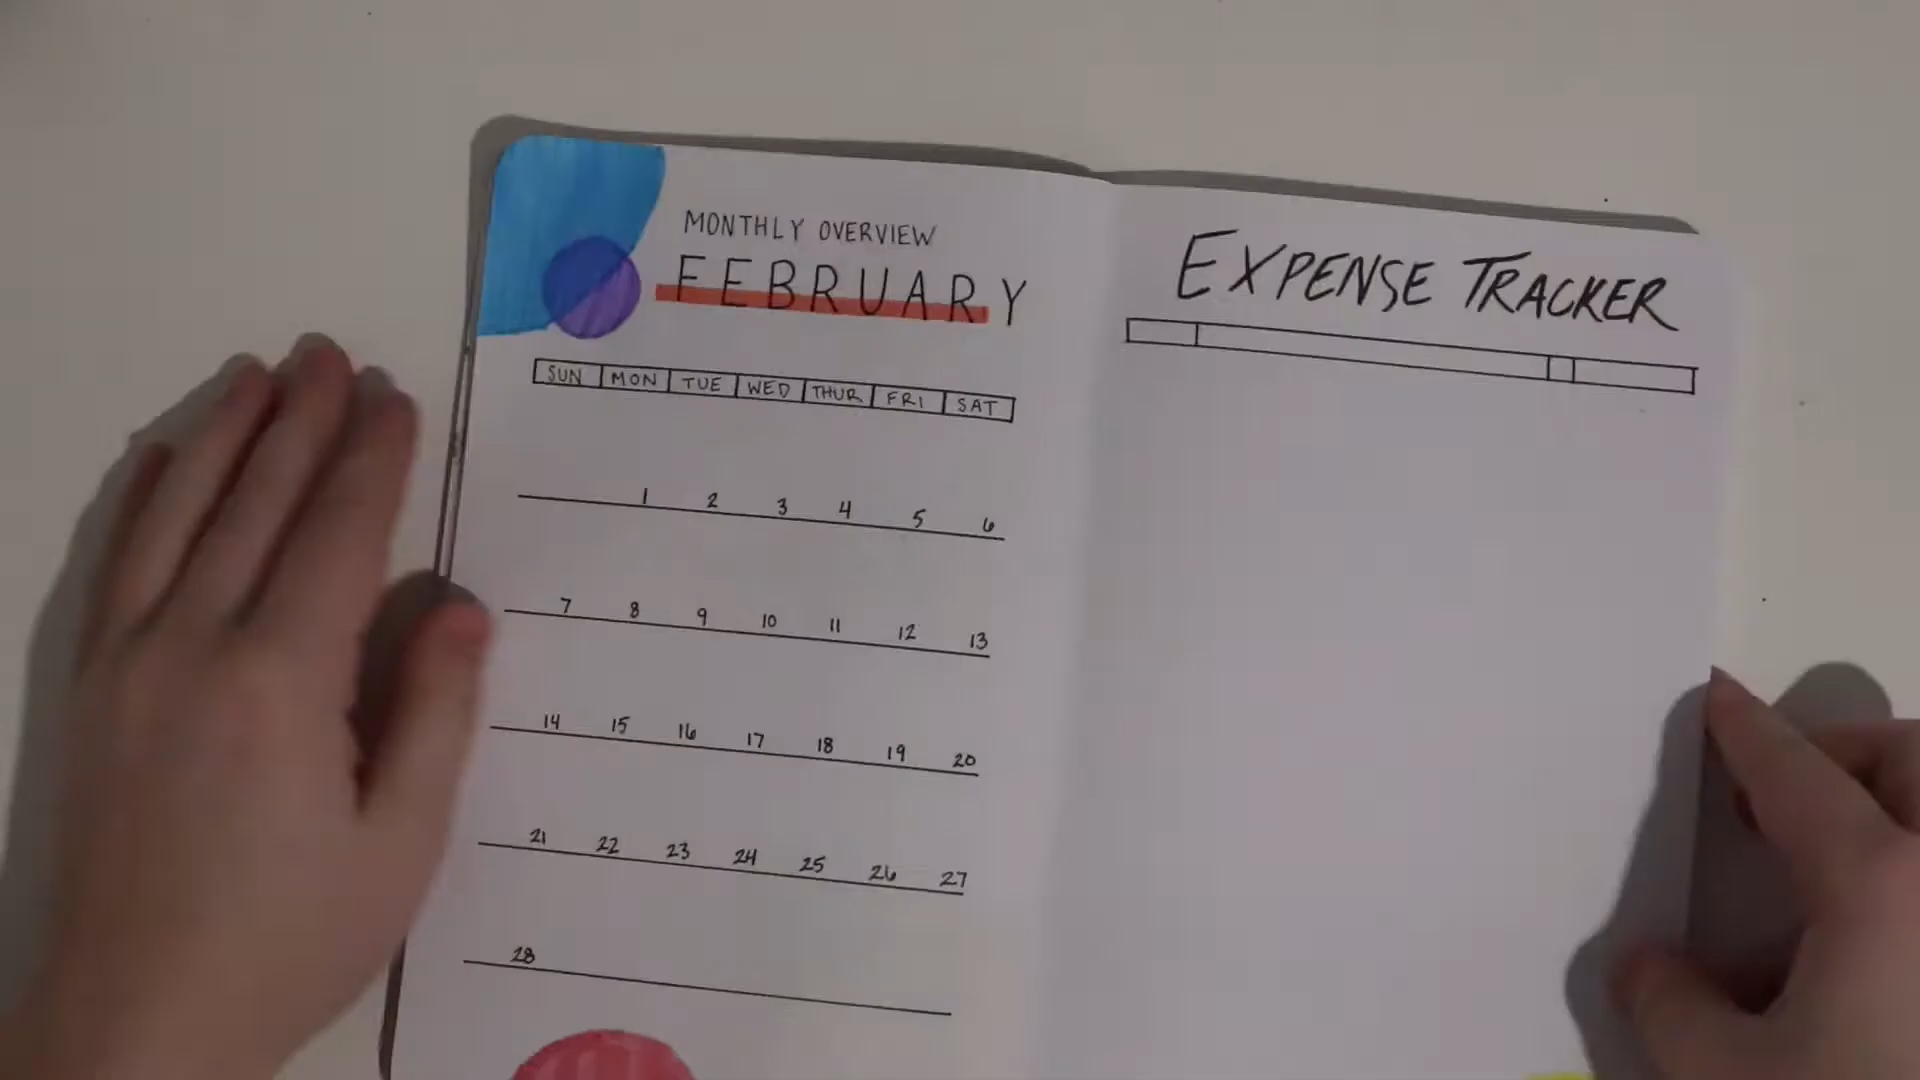 MONTHLY OVERVIEW
FEBRUARY
SUN MON TUE WED THUR FRI SAT
1 2 3 4 5 6
7 8 9 10 11 12 13
14 15 16 17 18 19 20
21 22 23 24 25 26 27
28
EXPENSE TRACKER